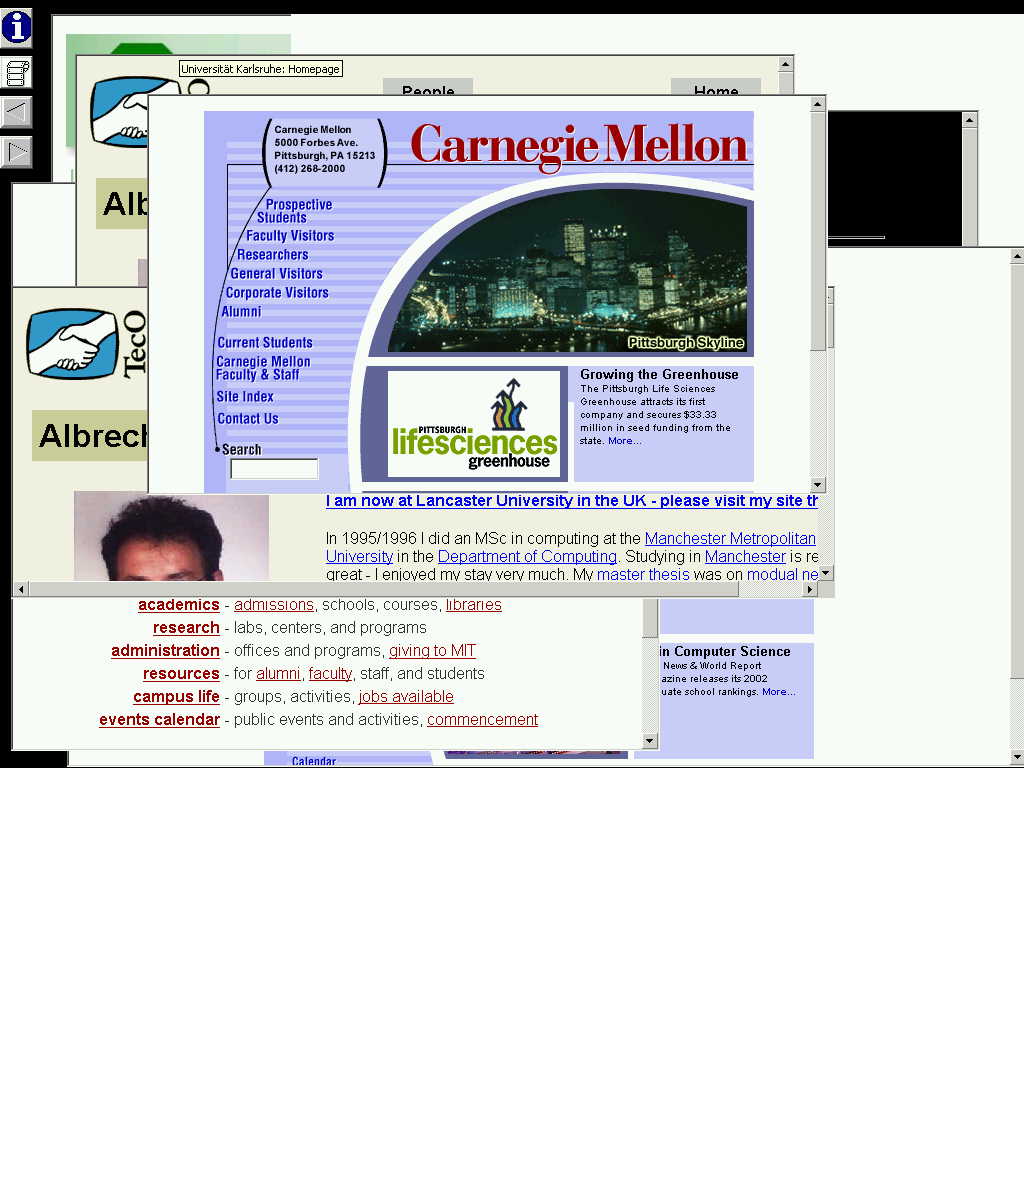 Universität Karlsruhe: Homepage
People
Home
Carnegie Mellon
5000 Forbes Ave.
Pittsburgh, PA 15213
(412) 268-2000
Carnegie Mellon
Alb
Prospective
Students
Faculty Visitors
Researchers
General Visitors
Corporate Visitors
Alumni
Current Students
Carnegie Mellon
Faculty & Staff
Site Index
Contact Us
Search
Pittsburgh Skyline
TecO
Albrech
PITTSBURGH
lifesciences
greenhouse
Growing the Greenhouse
The Pittsburgh Life Sciences
Greenhouse attracts its first
company and secures $33.33
million in seed funding from the
state. More...
I am now at Lancaster University in the UK - please visit my site th
In 1995/1996 I did an MSc in computing at the Manchester Metropolitan
University in the Department of Computing. Studying in Manchester is re
great - I enjoyed my stay very much. My master thesis was on modual ne
academics - admissions, schools, courses, libraries
research - labs, centers, and programs
administration - offices and programs, giving to MIT
resources - for alumni, faculty, staff, and students
campus life - groups, activities, jobs available
events calendar - public events and activities, commencement
in Computer Science
News & World Report
azine releases its 2002
uate school rankings. More...
Calendar